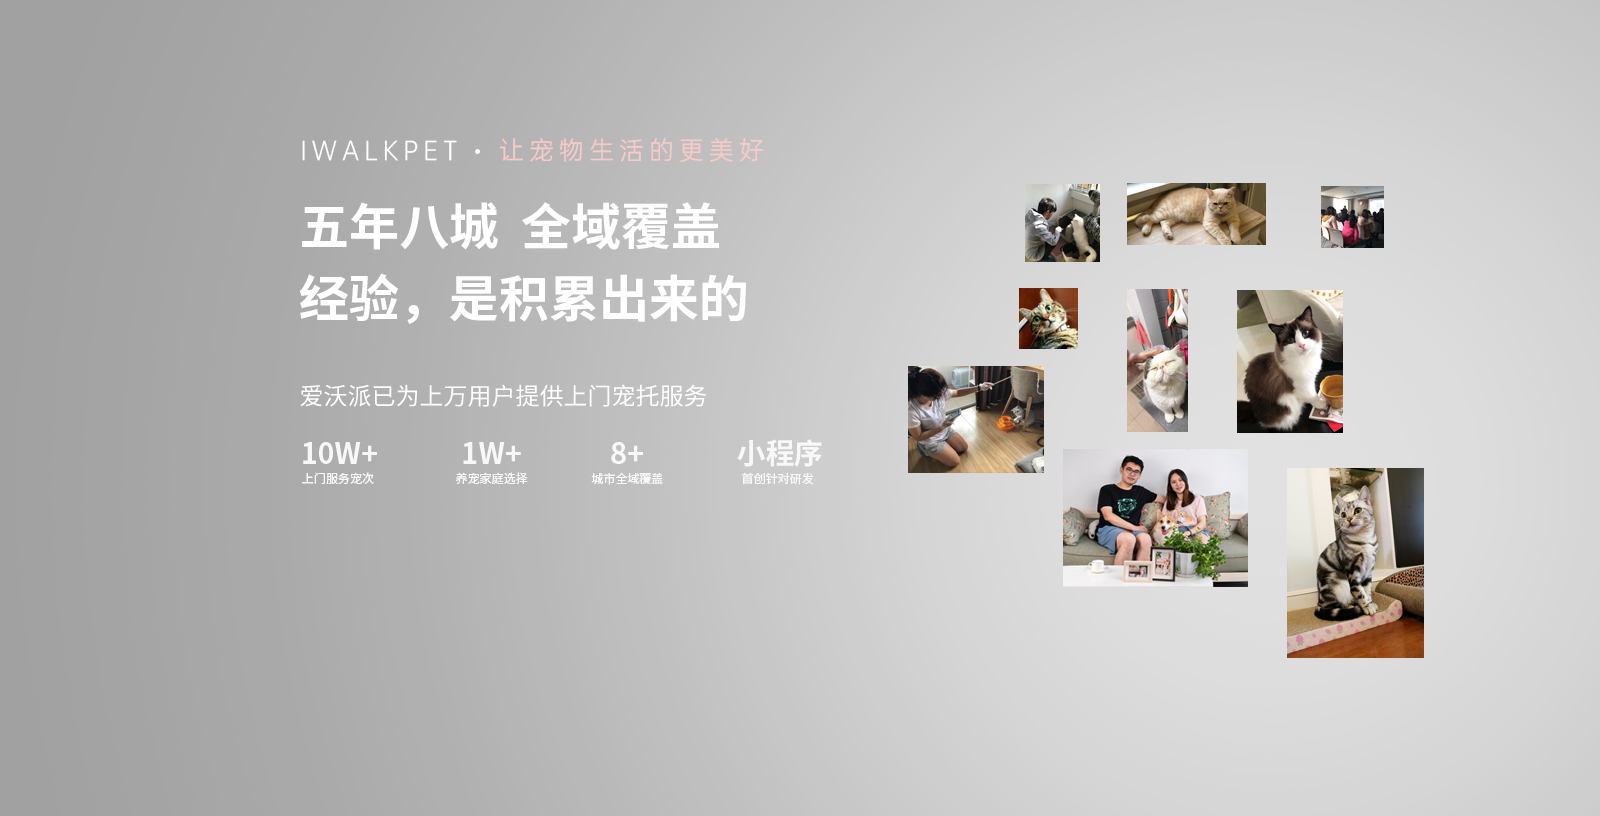 IWALKPET · 让宠物生活的更美好
五年八城 全域覆盖
经验，是积累出来的
爱沃派已为上万用户提供上门宠托服务
10W+ 1W+ 8+ 小程序
上门服务宠次 养宠家庭选择 城市全域覆盖 首创针对研发